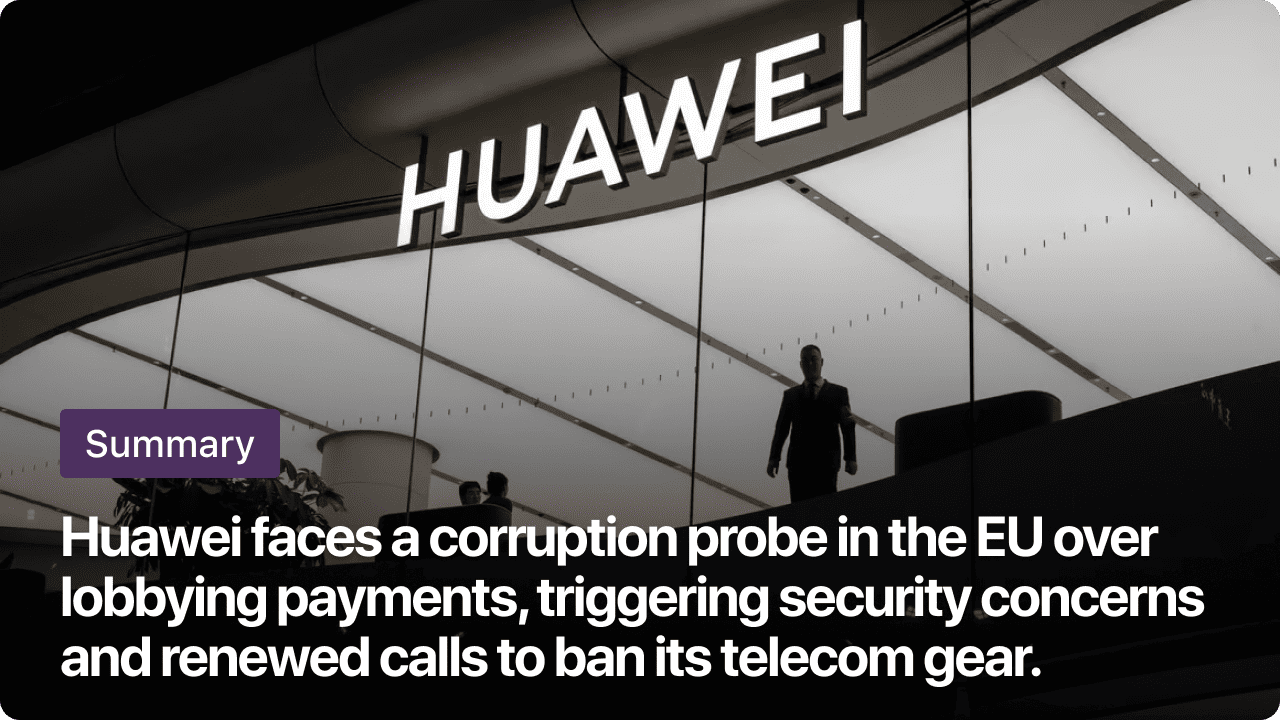 HUAWEI
Summary
Huawei faces a corruption probe in the EU over
lobbying payments, triggering security concerns
and renewed calls to ban its telecom gear.